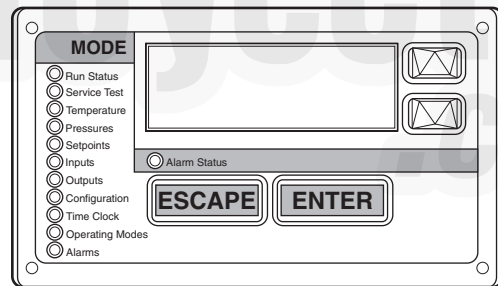 MODE
Run Status
Service Test
Temperature
Pressures
Setpoints
Inputs
Outputs
Configuration
Time Clock
Operating Modes
Alarms
Alarm Status
ESCAPE
ENTER